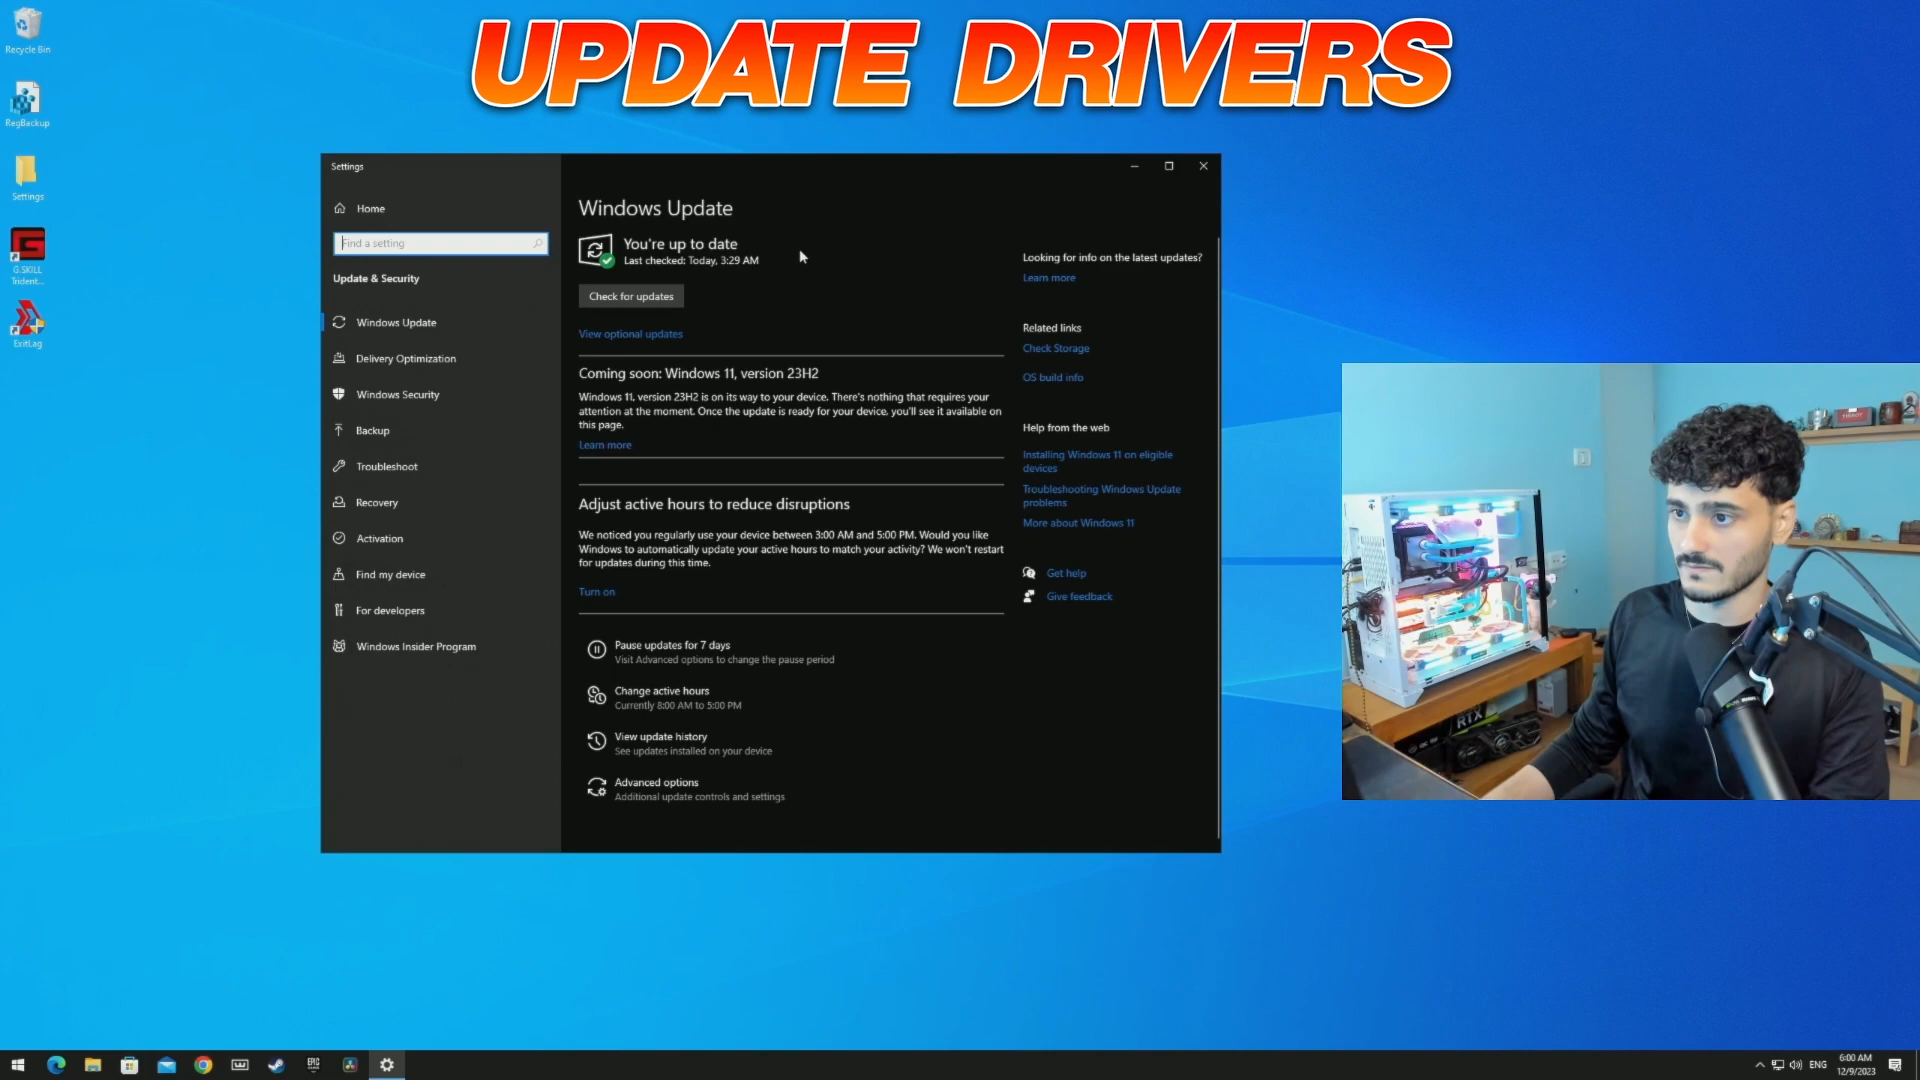 UPDATE DRIVERS
Recycle Bin
RegBackup
Settings
G.SKILL
Trident...
ExitLag
Settings
Home
Find a setting
Update & Security
Windows Update
Delivery Optimization
Windows Security
Backup
Troubleshoot
Recovery
Activation
Find my device
For developers
Windows Insider Program
Windows Update
You're up to date
Last checked: Today, 3:29 AM
Check for updates
View optional updates
Coming soon: Windows 11, version 23H2
Windows 11, version 23H2 is on its way to your device. There's nothing that requires your
attention at the moment. Once the update is ready for your device, you'll see it available on
this page.
Learn more
Adjust active hours to reduce disruptions
We noticed you regularly use your device between 3:00 AM and 5:00 PM. Would you like
Windows to automatically update your active hours to match your activity? We won't restart
for updates during this time.
Turn on
Pause updates for 7 days
Visit Advanced options to change the pause period
Change active hours
Currently 8:00 AM to 5:00 PM
View update history
See updates installed on your device
Advanced options
Additional update controls and settings
Looking for info on the latest updates?
Learn more
Related links
Check Storage
OS build info
Help from the web
Installing Windows 11 on eligible
devices
Troubleshooting Windows Update
problems
More about Windows 11
Get help
Give feedback
RTX
EPIC
ENG
6:00 AM
12/9/2023